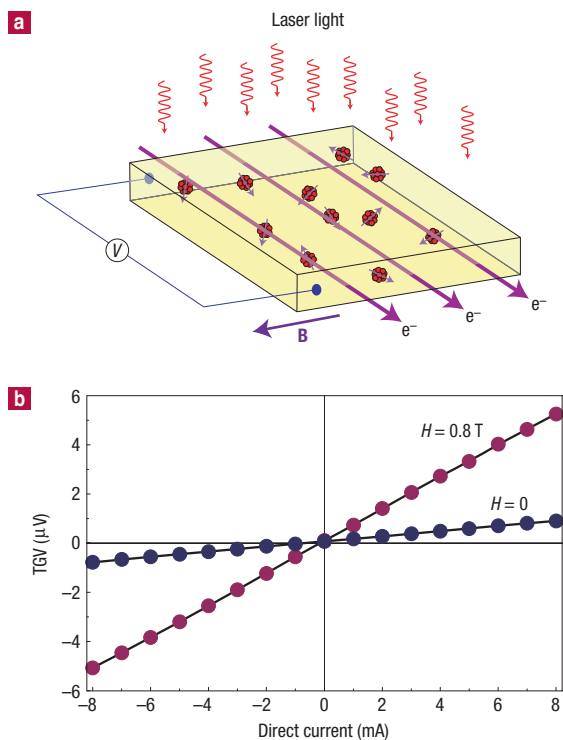 a
Laser light
V
B
e–
e–
e–
b
6
4
2
0
–2
–4
–6
TGV (μV)
H = 0.8 T
H = 0
–8 –6 –4 –2 0 2 4 6 8
Direct current (mA)